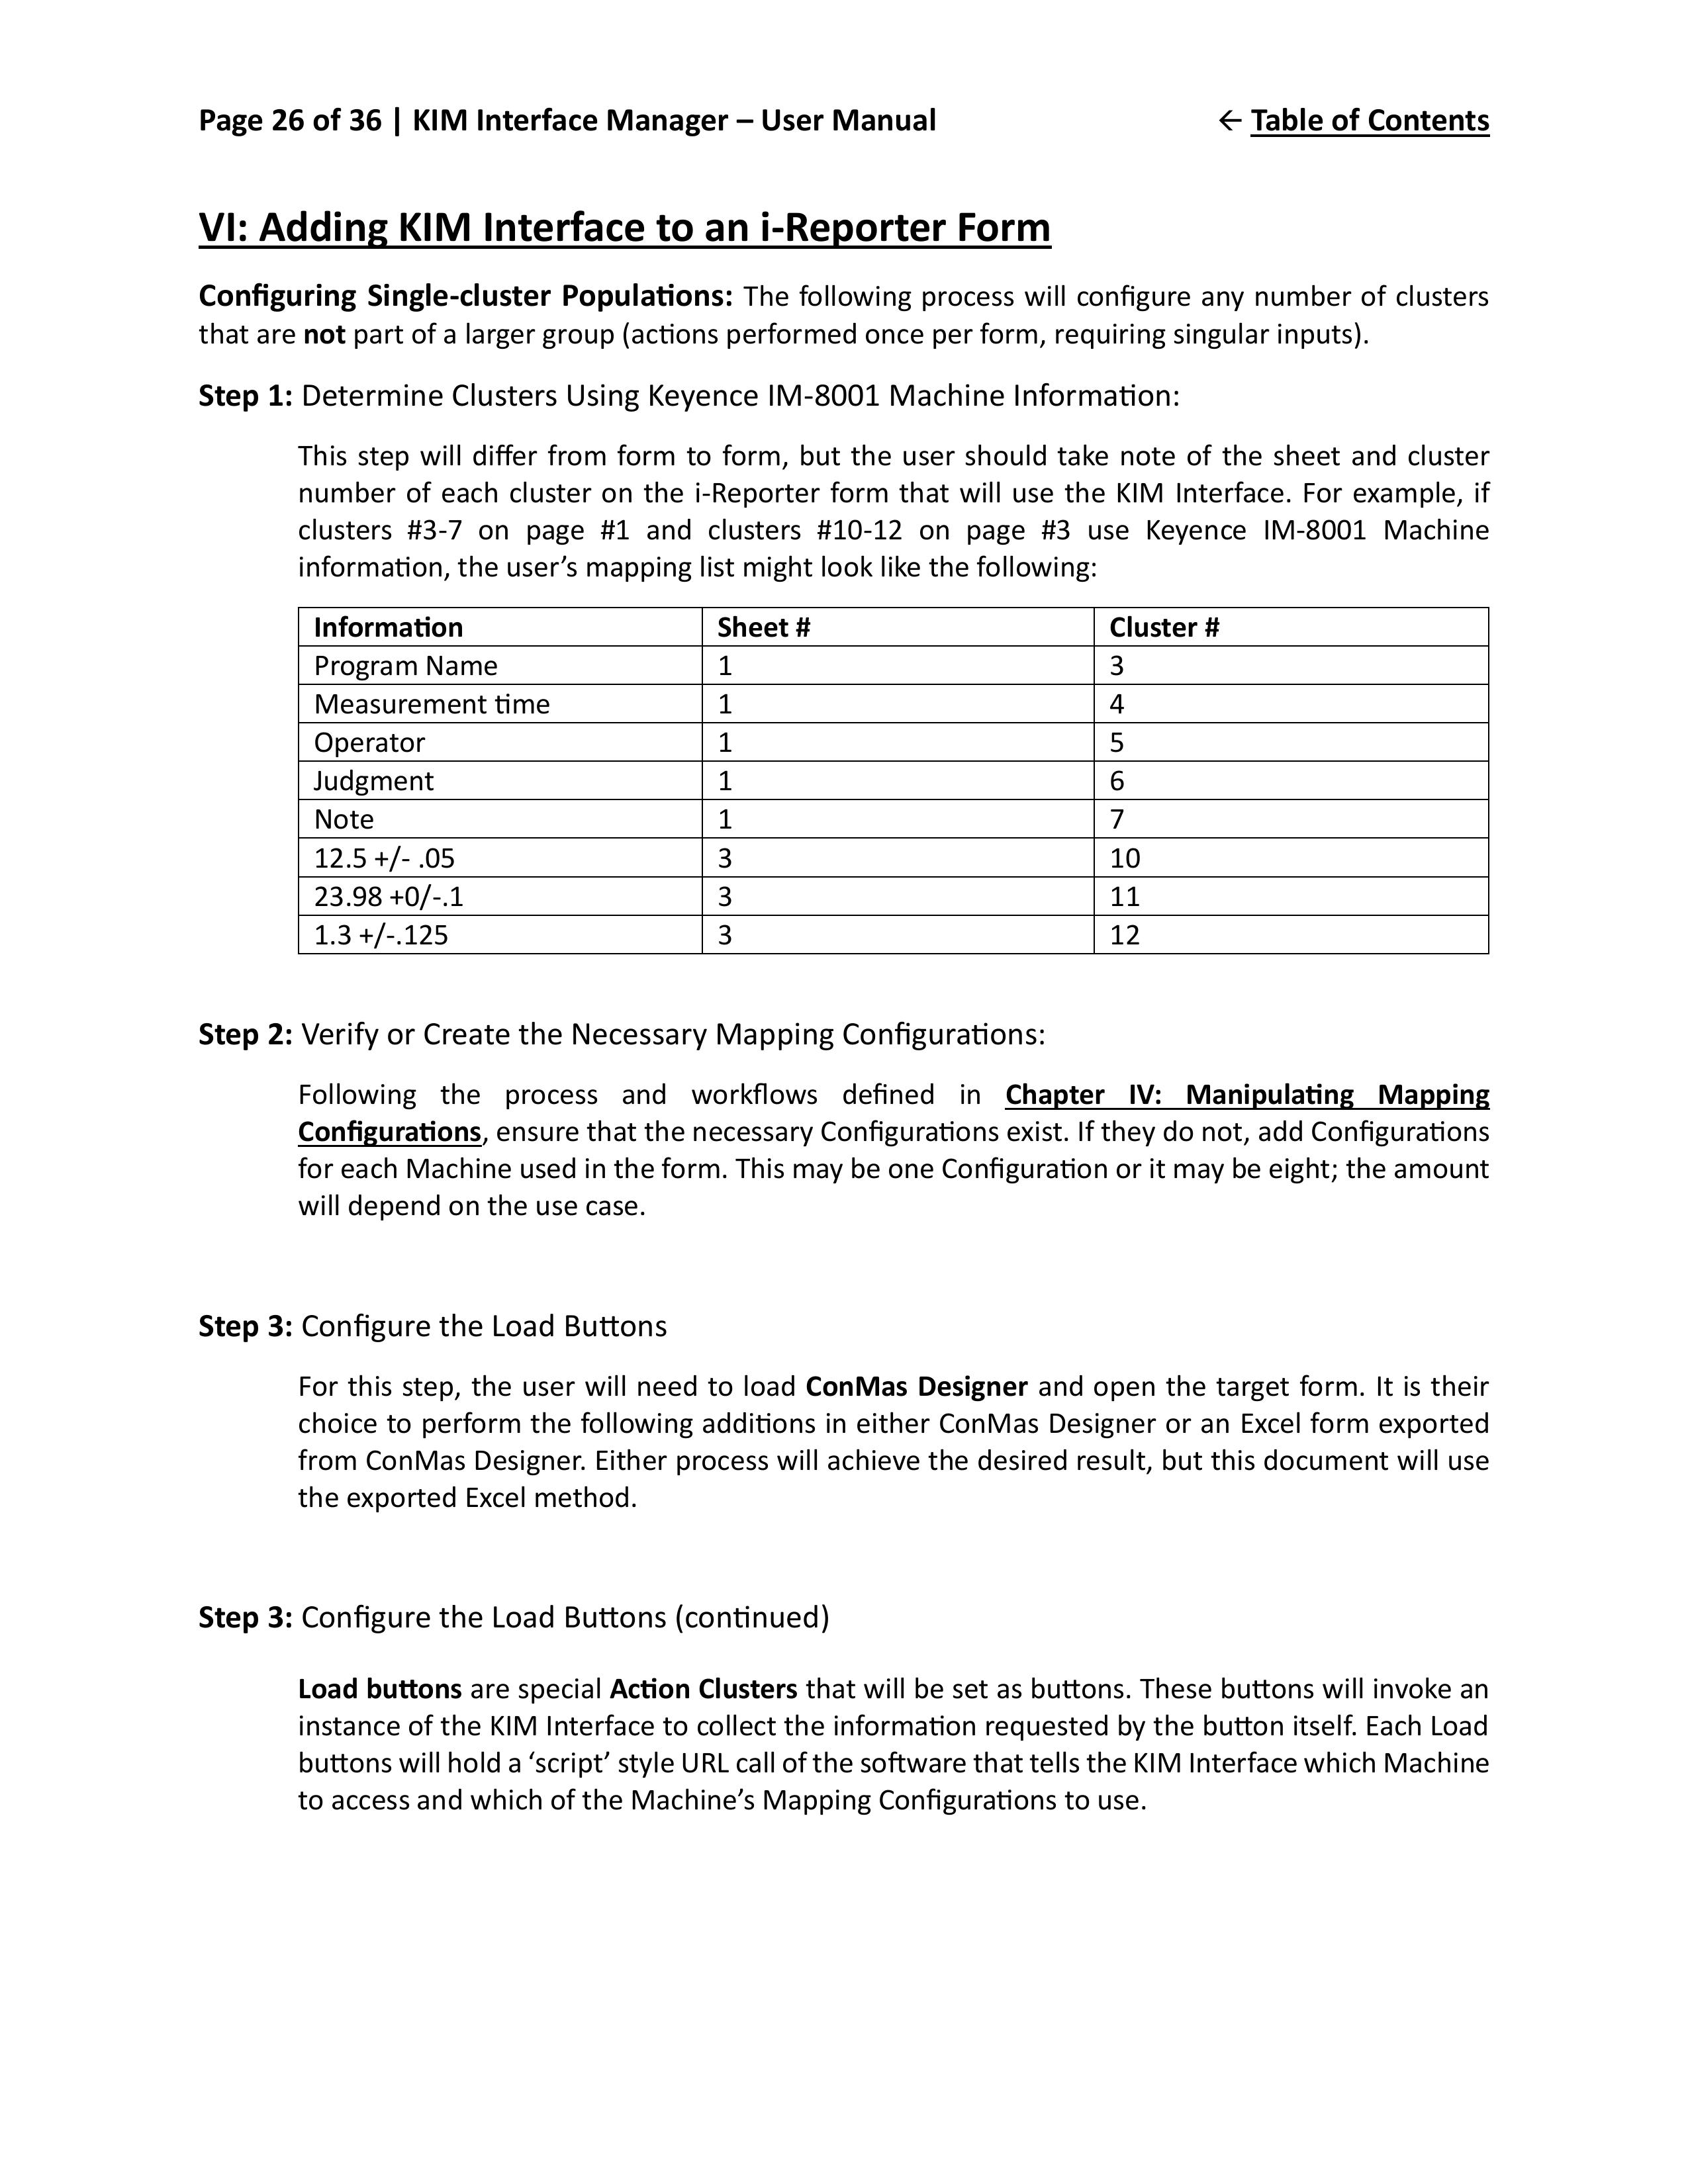 Page 26 of 36 | KIM Interface Manager – User Manual ← Table of Contents
VI: Adding KIM Interface to an i-Reporter Form
Configuring Single-cluster Populations: The following process will configure any number of clusters
that are not part of a larger group (actions performed once per form, requiring singular inputs).
Step 1: Determine Clusters Using Keyence IM-8001 Machine Information:
This step will differ from form to form, but the user should take note of the sheet and cluster
number of each cluster on the i-Reporter form that will use the KIM Interface. For example, if
clusters #3-7 on page #1 and clusters #10-12 on page #3 use Keyence IM-8001 Machine
information, the user’s mapping list might look like the following:
Information Sheet # Cluster #
Program Name 1 3
Measurement time 1 4
Operator 1 5
Judgment 1 6
Note 1 7
12.5 +/- .05 3 10
23.98 +0/-.1 3 11
1.3 +/-.125 3 12
Step 2: Verify or Create the Necessary Mapping Configurations:
Following the process and workflows defined in Chapter IV: Manipulating Mapping
Configurations, ensure that the necessary Configurations exist. If they do not, add Configurations
for each Machine used in the form. This may be one Configuration or it may be eight; the amount
will depend on the use case.
Step 3: Configure the Load Buttons
For this step, the user will need to load ConMas Designer and open the target form. It is their
choice to perform the following additions in either ConMas Designer or an Excel form exported
from ConMas Designer. Either process will achieve the desired result, but this document will use
the exported Excel method.
Step 3: Configure the Load Buttons (continued)
Load buttons are special Action Clusters that will be set as buttons. These buttons will invoke an
instance of the KIM Interface to collect the information requested by the button itself. Each Load
buttons will hold a ‘script’ style URL call of the software that tells the KIM Interface which Machine
to access and which of the Machine’s Mapping Configurations to use.